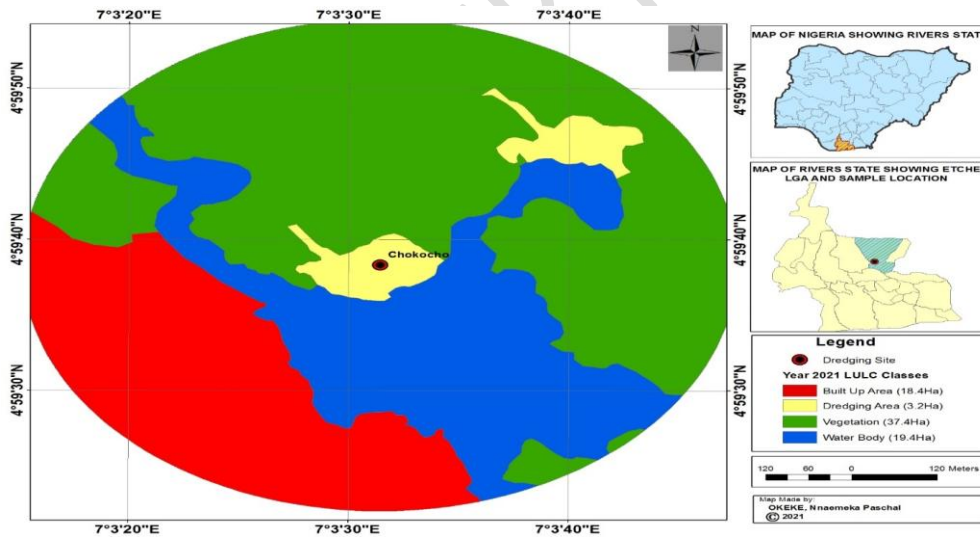 7°3'20"E 7°3'30"E 7°3'40"E
4°59'50"N 4°59'50"N
4°59'40"N 4°59'40"N
4°59'30"N 4°59'30"N
Chokocho
7°3'20"E 7°3'30"E 7°3'40"E
MAP OF NIGERIA SHOWING RIVERS STAT
MAP OF RIVERS STATE SHOWING ETCHE
LGA AND SAMPLE LOCATION
Legend
Dredging Site
Year 2021 LULC Classes
Built Up Area (18.4Ha)
Dredging Area (3.2Ha)
Vegetation (37.4Ha)
Water Body (19.4Ha)
120 60 0 120 Meters
Map Made by:
OKEKE, Nnaemeka Paschal
© 2021